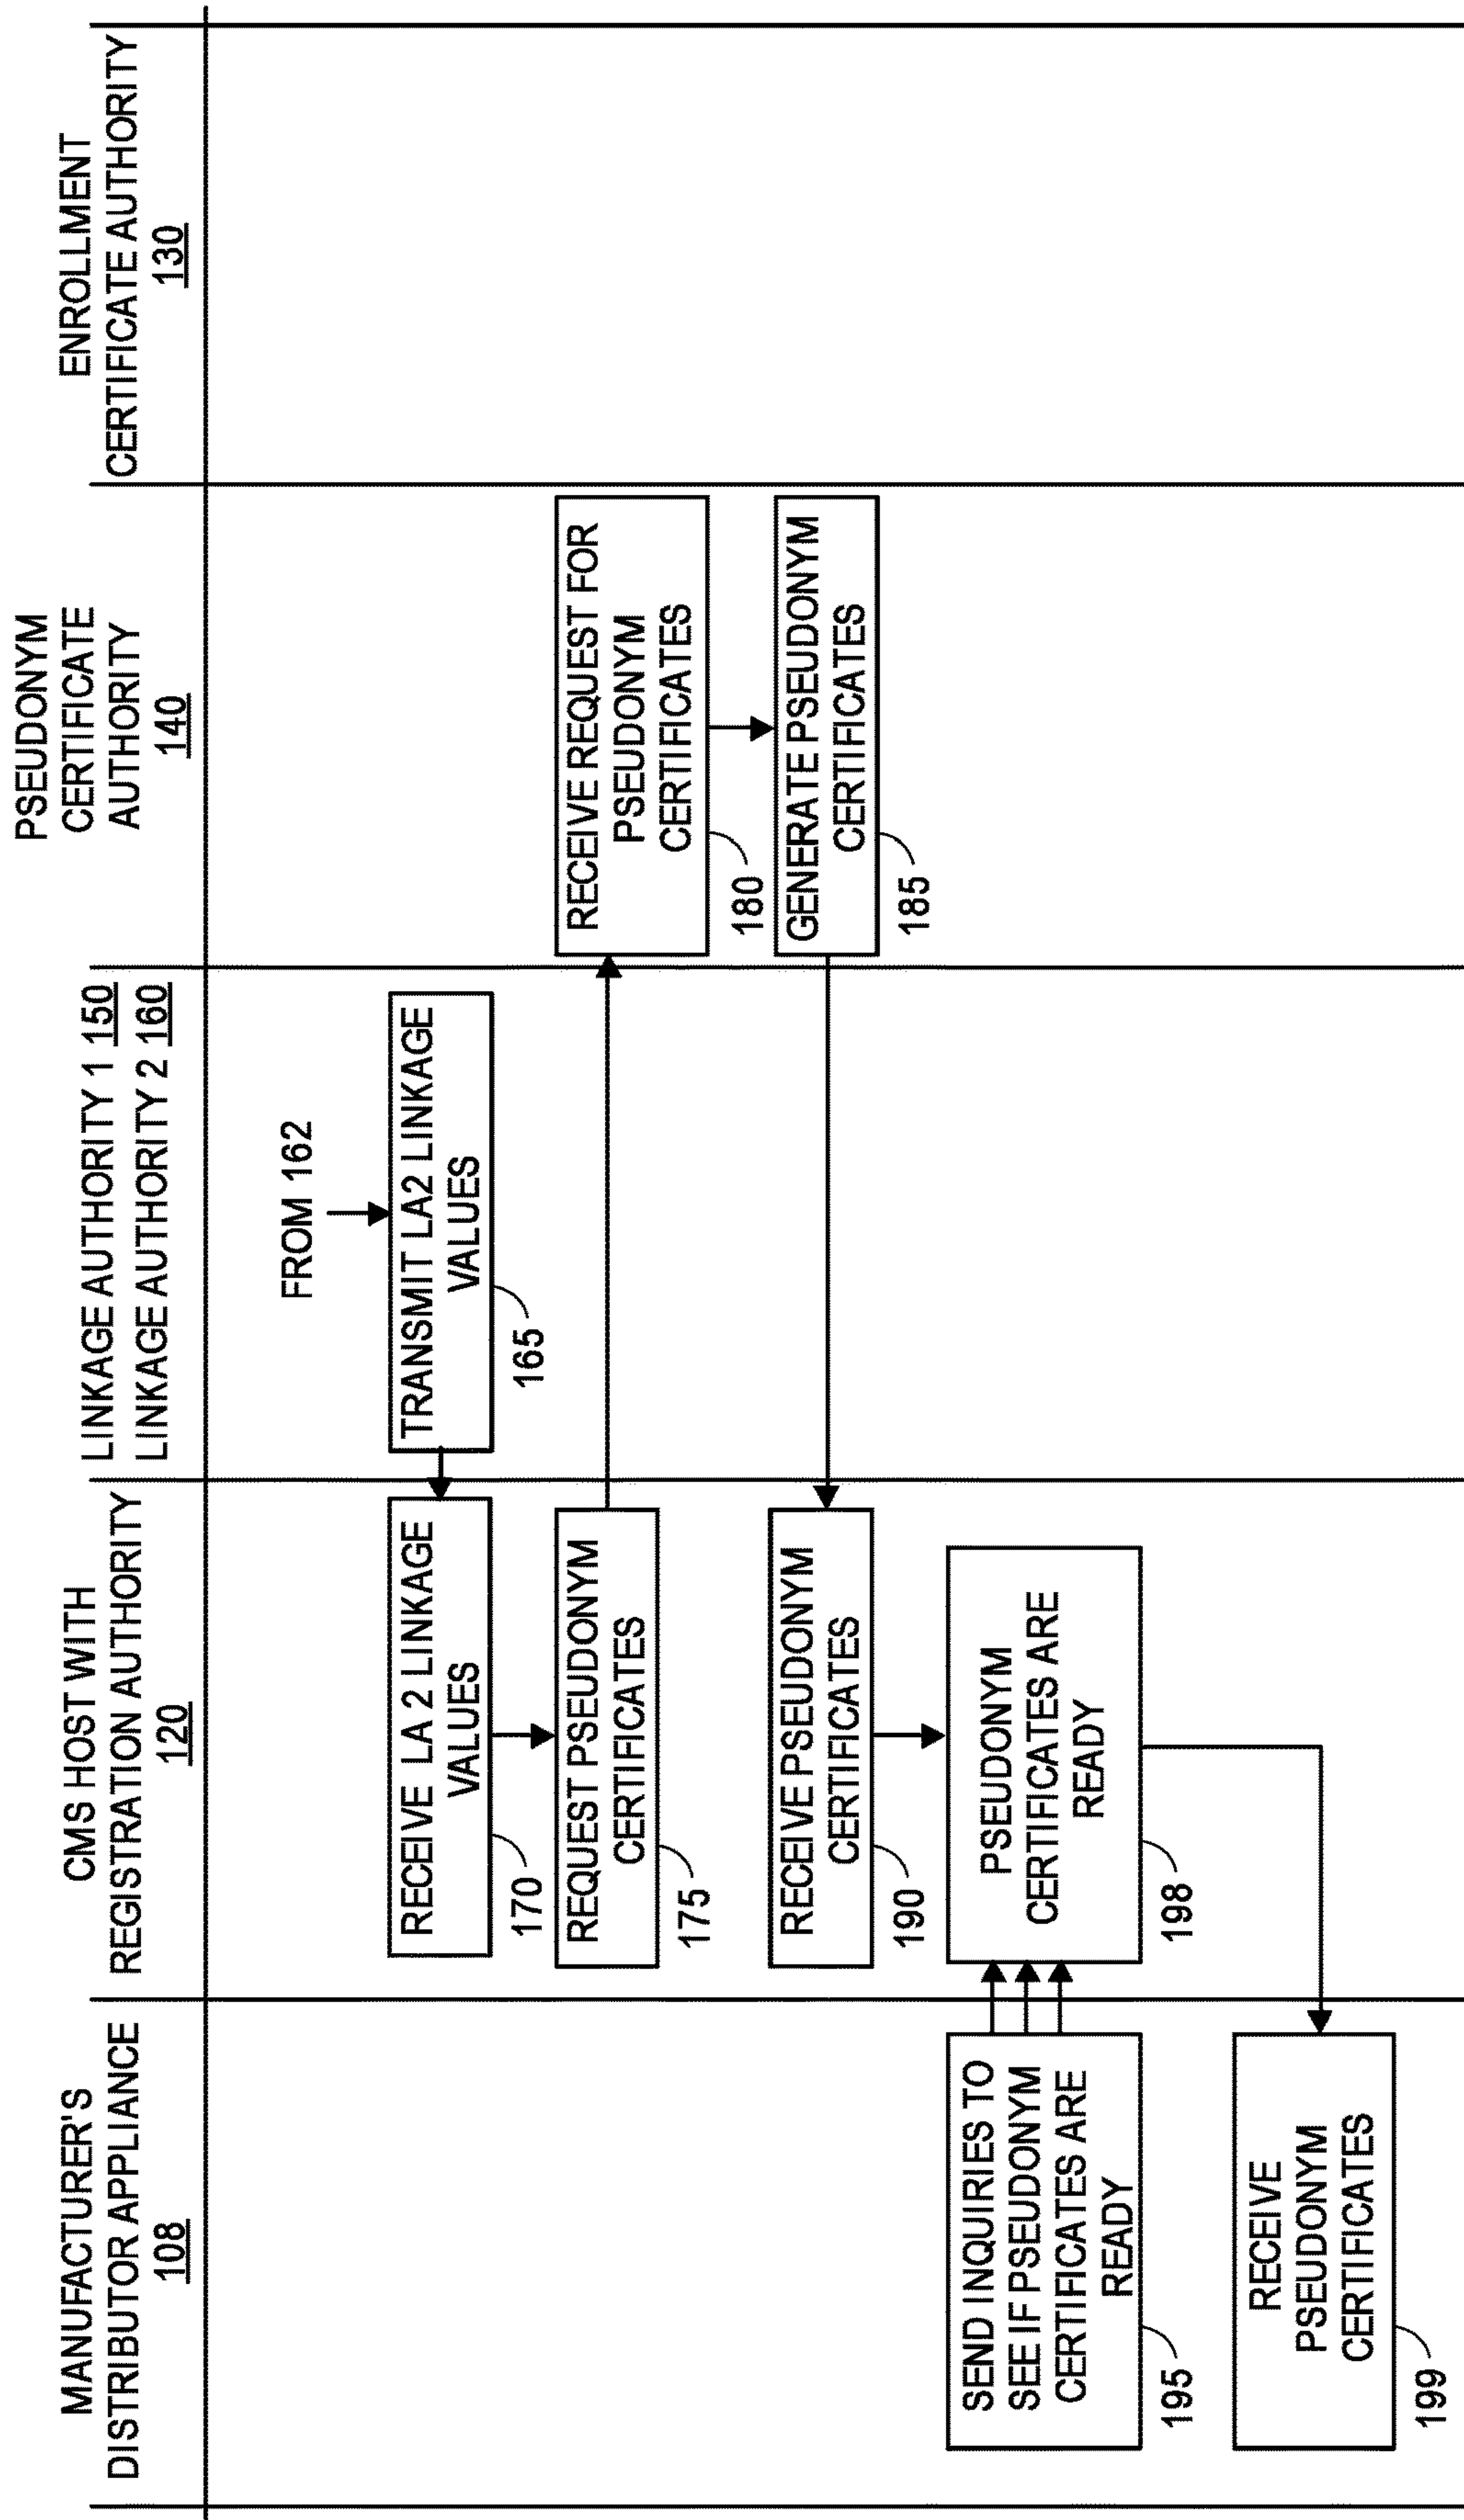 MANUFACTURER'S
DISTRIBUTOR APPLIANCE
108
CMS HOST WITH
REGISTRATION AUTHORITY
120
LINKAGE AUTHORITY 1 150
LINKAGE AUTHORITY 2 160
PSEUDONYM
CERTIFICATE
AUTHORITY
140
ENROLLMENT
CERTIFICATE AUTHORITY
130
FROM 162
TRANSMIT LA2 LINKAGE
VALUES
165
RECEIVE LA 2 LINKAGE
VALUES
170
REQUEST PSEUDONYM
CERTIFICATES
175
RECEIVE REQUEST FOR
PSEUDONYM
CERTIFICATES
180
GENERATE PSEUDONYM
CERTIFICATES
185
RECEIVE PSEUDONYM
CERTIFICATES
190
SEND INQUIRIES TO
SEE IF PSEUDONYM
CERTIFICATES ARE
READY
195
PSEUDONYM
CERTIFICATES ARE
READY
198
RECEIVE
PSEUDONYM
CERTIFICATES
199